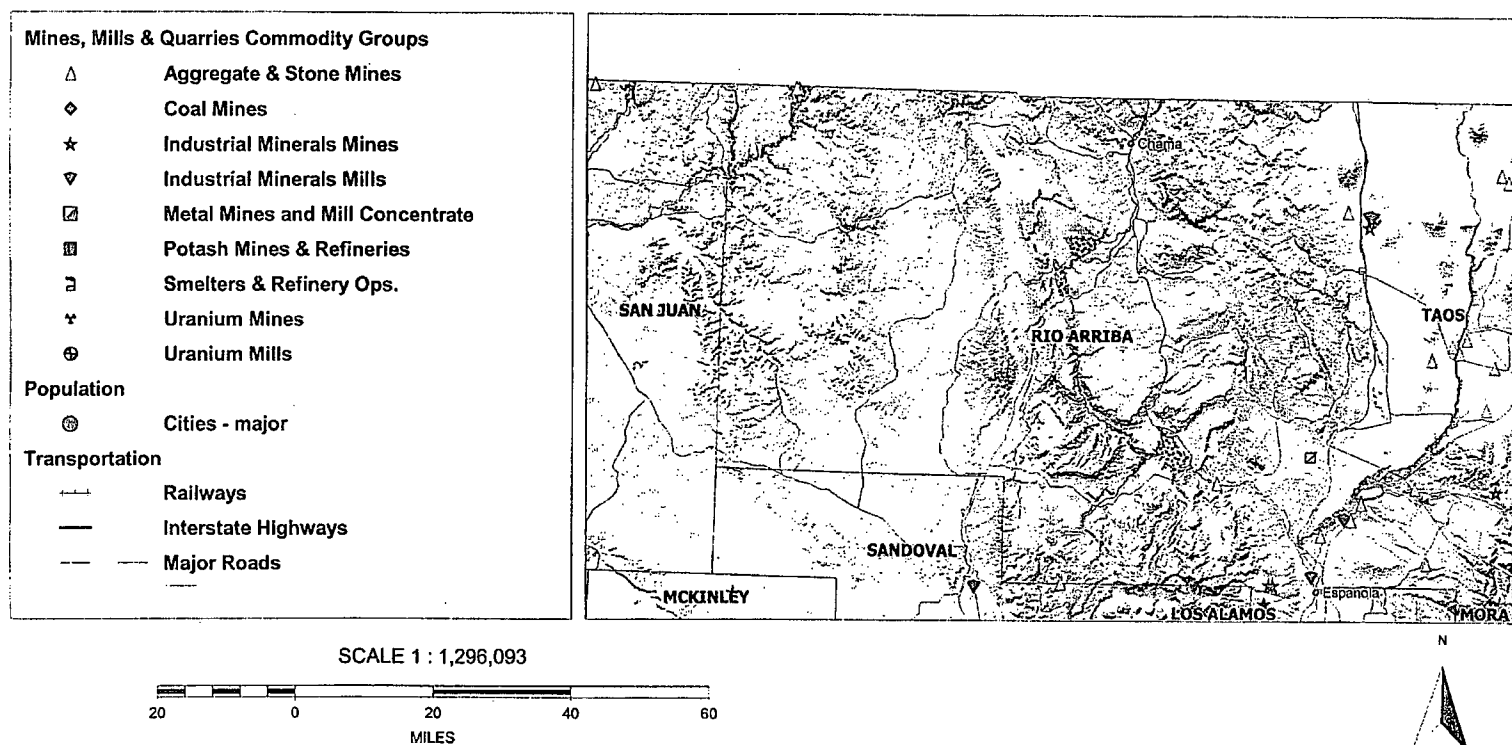 Mines, Mills & Quarries Commodity Groups
Aggregate & Stone Mines
Coal Mines
Industrial Minerals Mines
Industrial Minerals Mills
Metal Mines and Mill Concentrate
Potash Mines & Refineries
Smelters & Refinery Ops.
Uranium Mines
Uranium Mills
Population
Cities - major
Transportation
Railways
Interstate Highways
Major Roads
Chama
SAN JUAN
RIO ARRIBA
TAOS
SANDOVAL
MCKINLEY
Espanola
LOS ALAMOS
MORA
SCALE 1 : 1,296,093
20 0 20 40 60
MILES
N